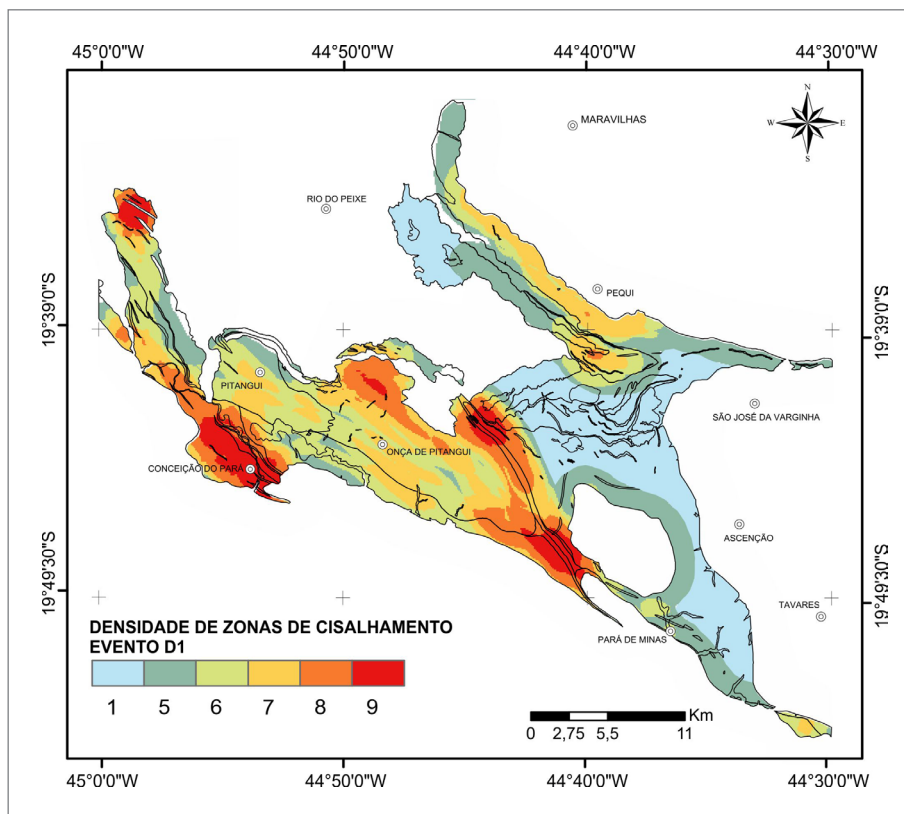 45°0'0"W 44°50'0"W 44°40'0"W 44°30'0"W
N
W E
S
MARAVILHAS
RIO DO PEIXE
PEQUI
19°39'0"S 19°39'0"S
PITANGUI
SÃO JOSÉ DA VARGINHA
ONÇA DE PITANGUI
CONCEIÇÃO DO PARÁ
ASCENÇÃO
19°49'30"S 19°49'30"S
TAVARES
PARÁ DE MINAS
DENSIDADE DE ZONAS DE CISALHAMENTO
EVENTO D1
1 5 6 7 8 9
Km
0 2,75 5,5 11
45°0'0"W 44°50'0"W 44°40'0"W 44°30'0"W